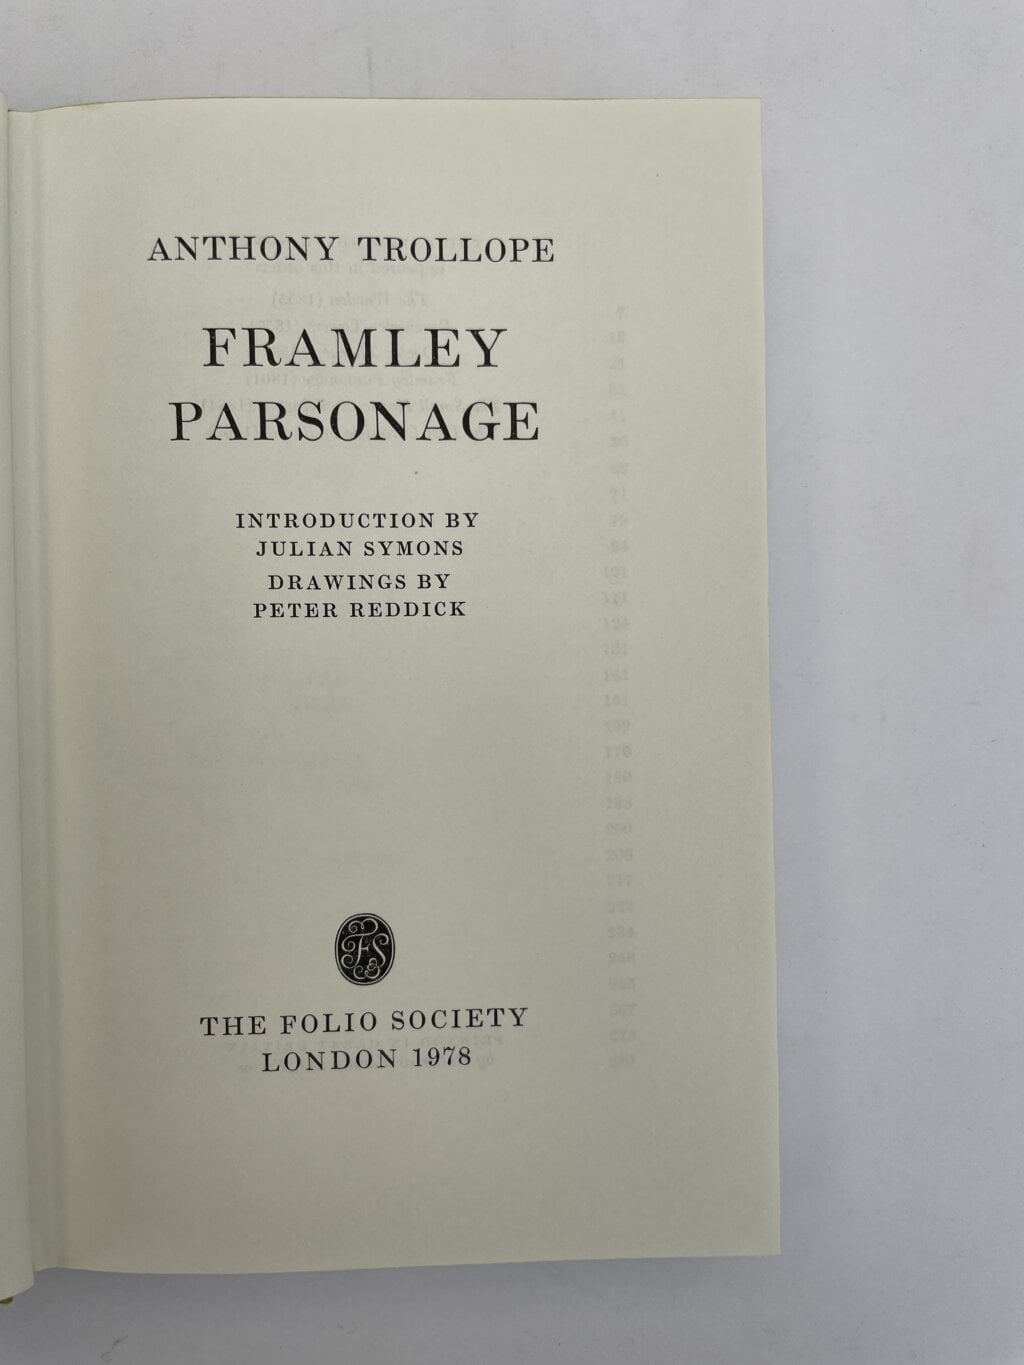 ANTHONY TROLLOPE
FRAMLEY
PARSONAGE
INTRODUCTION BY
JULIAN SYMONS
DRAWINGS BY
PETER REDDICK
FS
THE FOLIO SOCIETY
LONDON 1978